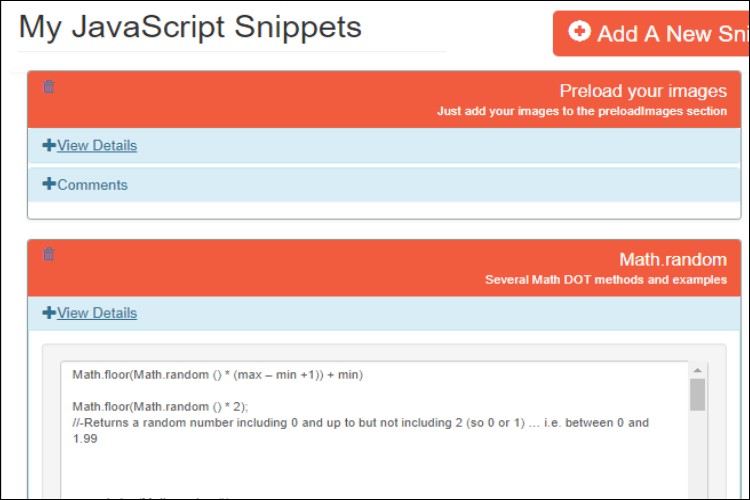 My JavaScript Snippets
Add A New
Preload your images
Just add your images to the preloadImages section
View Details
Comments
Math.random
Several Math DOT methods and examples
View Details
Math.floor(Math.random () * (max – min +1)) + min)
Math.floor(Math.random () * 2);
//-Returns a random number including 0 and up to but not including 2 (so 0 or 1) … i.e. between 0 and
1.99